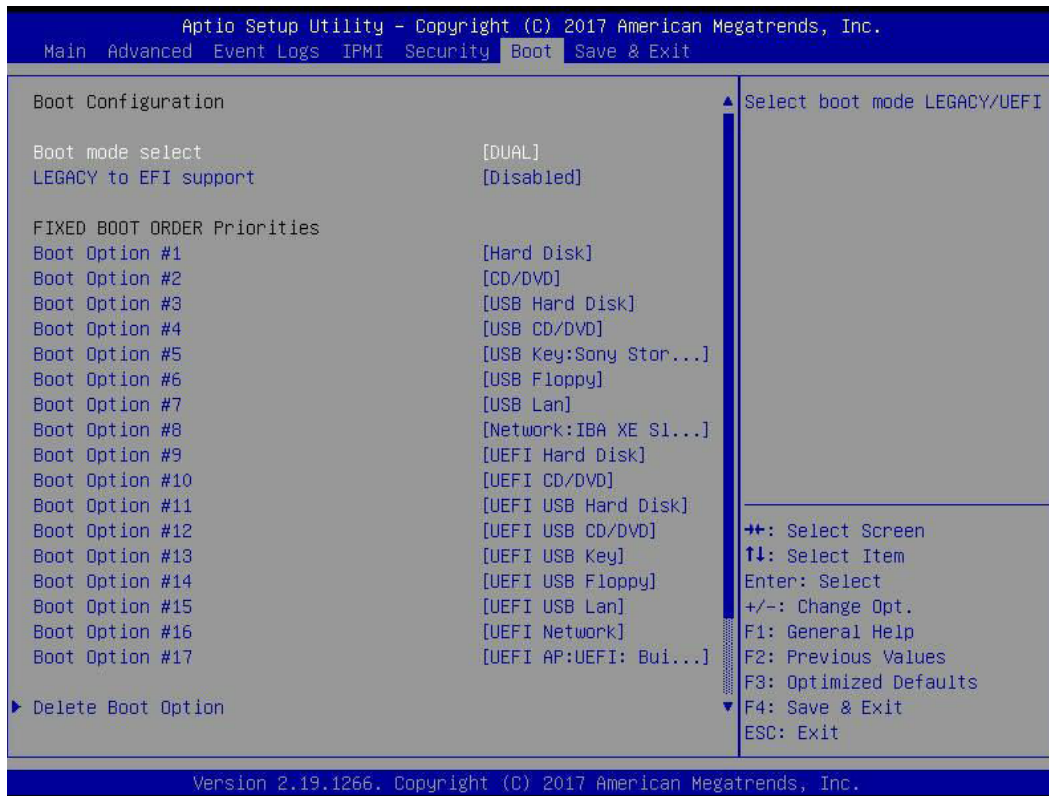 Aptio Setup Utility – Copyright (C) 2017 American Megatrends, Inc.
Main Advanced Event Logs IPMI Security Boot Save & Exit
Boot Configuration
Boot mode select [DUAL]
LEGACY to EFI support [Disabled]
FIXED BOOT ORDER Priorities
Boot Option #1 [Hard Disk]
Boot Option #2 [CD/DVD]
Boot Option #3 [USB Hard Disk]
Boot Option #4 [USB CD/DVD]
Boot Option #5 [USB Key:Sony Stor...]
Boot Option #6 [USB Floppy]
Boot Option #7 [USB Lan]
Boot Option #8 [Network:IBA XE Sl...]
Boot Option #9 [UEFI Hard Disk]
Boot Option #10 [UEFI CD/DVD]
Boot Option #11 [UEFI USB Hard Disk]
Boot Option #12 [UEFI USB CD/DVD]
Boot Option #13 [UEFI USB Key]
Boot Option #14 [UEFI USB Floppy]
Boot Option #15 [UEFI USB Lan]
Boot Option #16 [UEFI Network]
Boot Option #17 [UEFI AP:UEFI: Bui...]
Delete Boot Option
Select boot mode LEGACY/UEFI
→←: Select Screen
↑↓: Select Item
Enter: Select
+/-: Change Opt.
F1: General Help
F2: Previous Values
F3: Optimized Defaults
F4: Save & Exit
ESC: Exit
Version 2.19.1266. Copyright (C) 2017 American Megatrends, Inc.